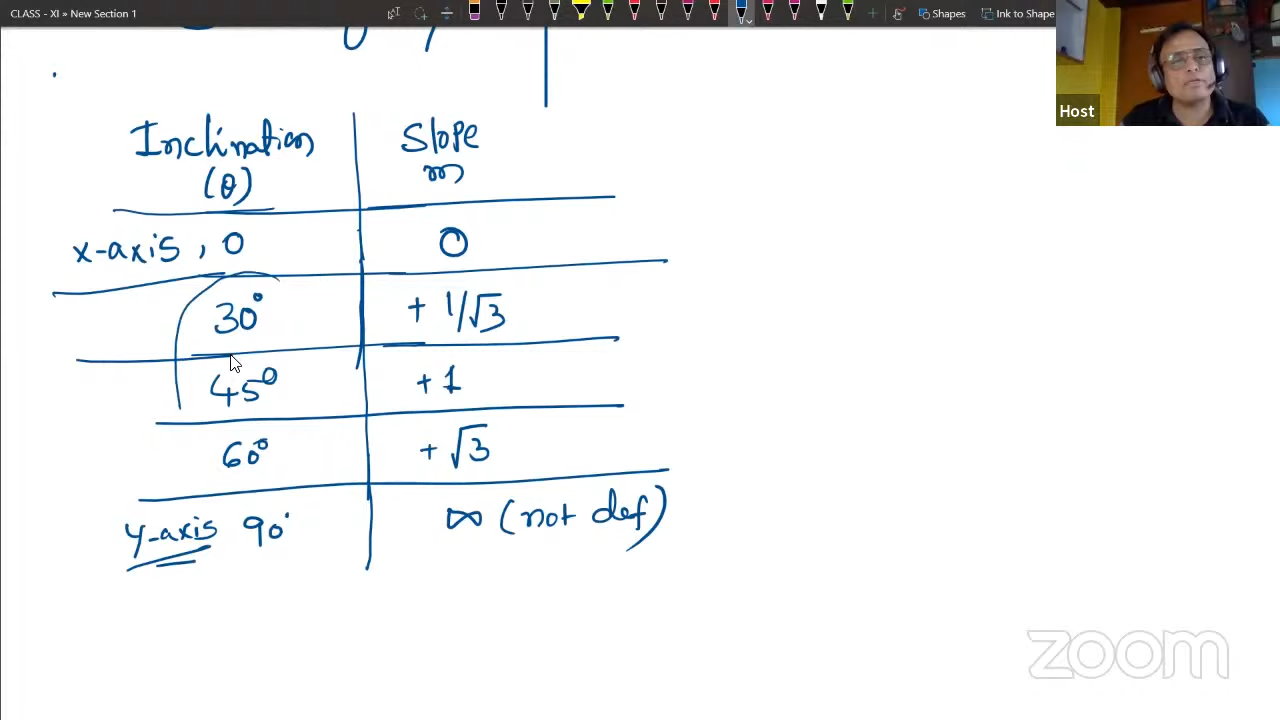 CLASS - XI » New Section 1
Shapes
Ink to Shape
Host
Inclination Slope
(θ) m
x-axis, 0 0
30° + 1/√3
45° + 1
60° + √3
y-axis 90° ∞ (not def)
zoom